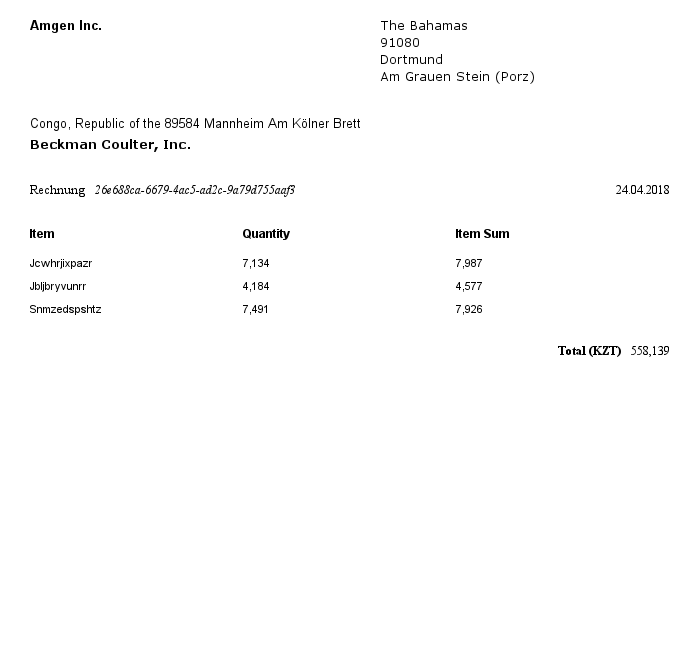 Amgen Inc.
The Bahamas
91080
Dortmund
Am Grauen Stein (Porz)
Congo, Republic of the 89584 Mannheim Am Kölner Brett
Beckman Coulter, Inc.
Rechnung 26e688ca-6679-4ac5-ad2c-9a79d755aaf3 24.04.2018
Item Quantity Item Sum
Jcwhrjixpazr 7,134 7,987
Jbljbryvunrr 4,184 4,577
Snmzedspshtz 7,491 7,926
Total (KZT) 558,139